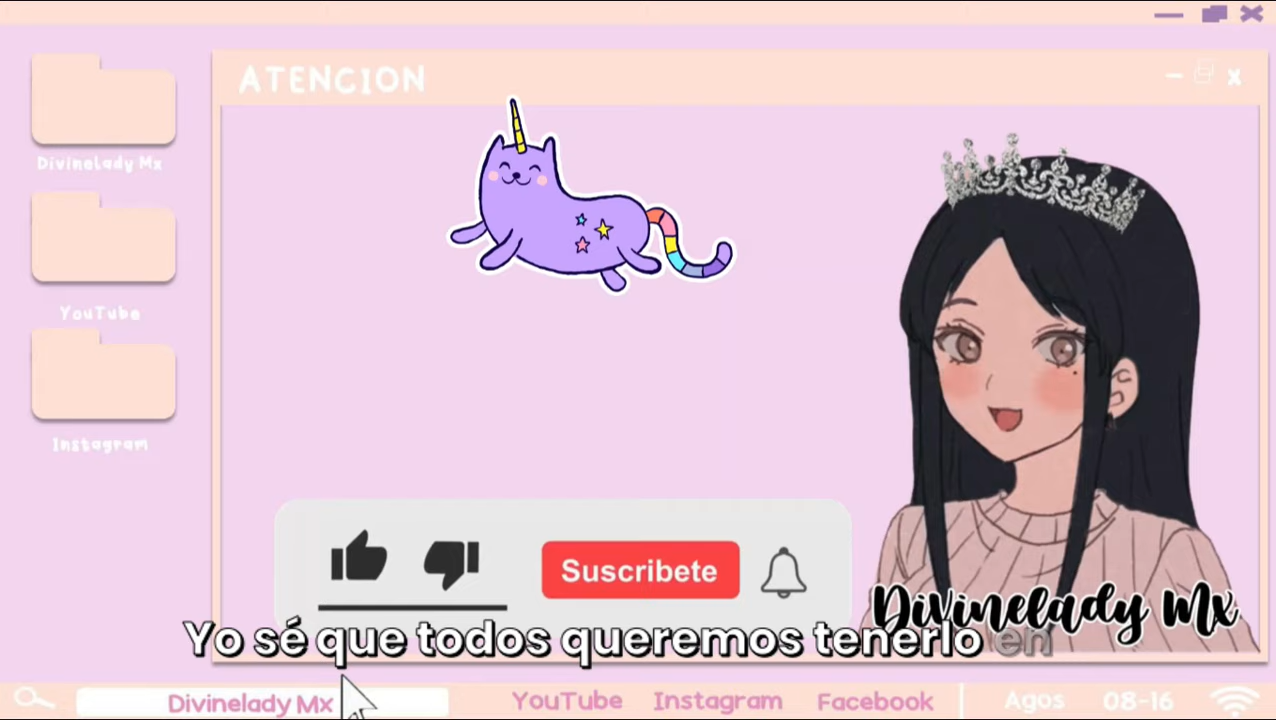 ATENCION
Divinelady Mx
YouTube
Instagram
Suscribete
Divinelady Mx
Yo sé que todos queremos tenerlo en
Divinelady Mx
YouTube
Instagram
Facebook
Agos
08-16